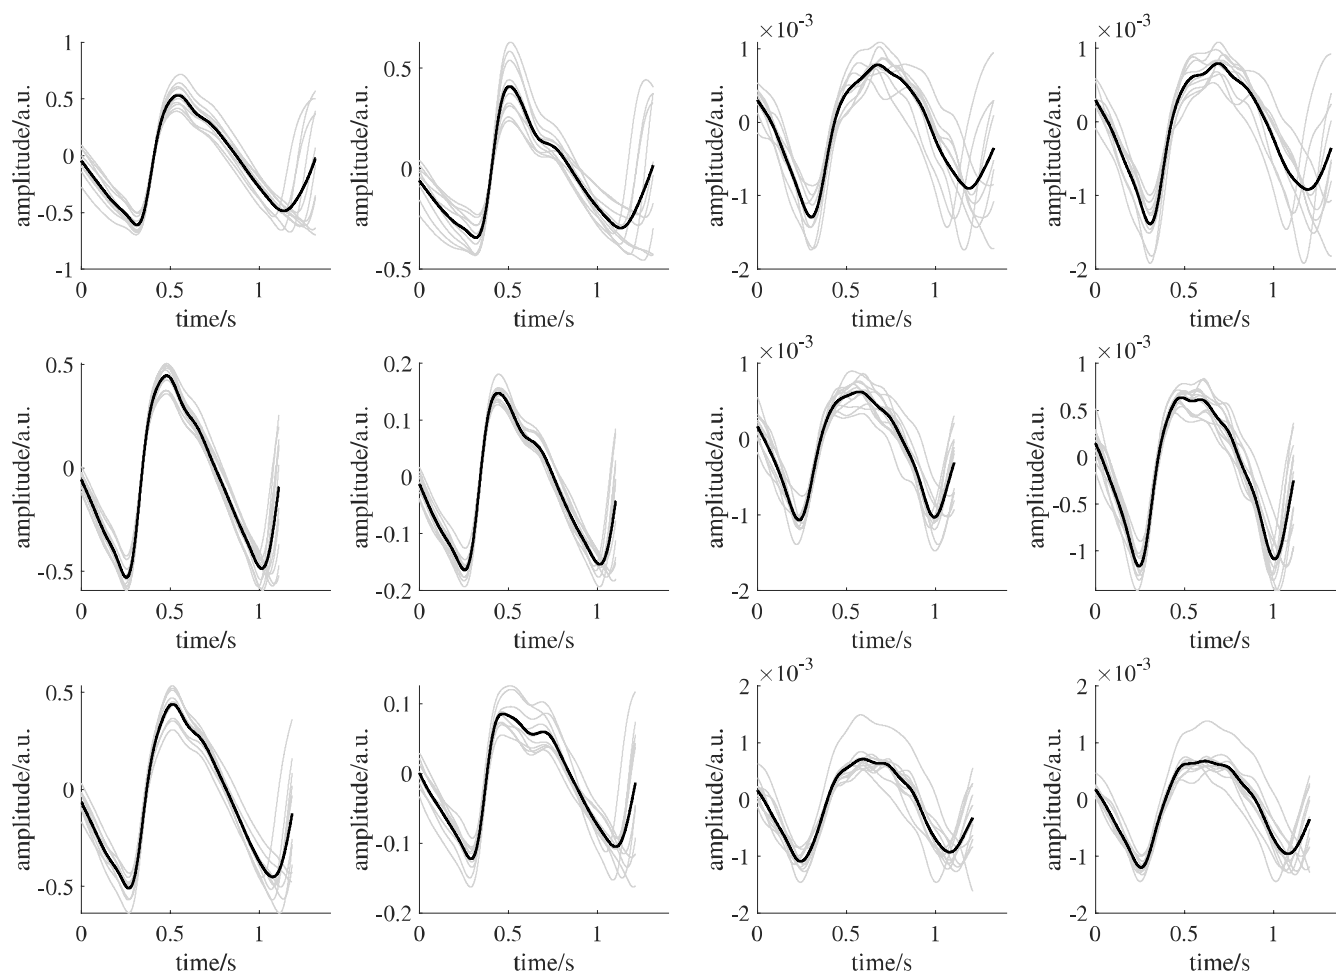 ×10⁻³ ×10⁻³
1 0.5 0 -0.5 -1 amplitude/a.u. 0 0.5 1 time/s
0.5 0 -0.5 amplitude/a.u. 0 0.5 1 time/s
1 0 -1 -2 amplitude/a.u. 0 0.5 1 time/s
1 0 -1 -2 amplitude/a.u. 0 0.5 1 time/s
×10⁻³ ×10⁻³
0.5 0 -0.5 amplitude/a.u. 0 0.5 1 time/s
0.2 0.1 0 -0.1 -0.2 amplitude/a.u. 0 0.5 1 time/s
1 0 -1 -2 amplitude/a.u. 0 0.5 1 time/s
1 0.5 0 -0.5 -1 amplitude/a.u. 0 0.5 1 time/s
×10⁻³ ×10⁻³
0.5 0 -0.5 amplitude/a.u. 0 0.5 1 time/s
0.1 0 -0.1 -0.2 amplitude/a.u. 0 0.5 1 time/s
2 1 0 -1 -2 amplitude/a.u. 0 0.5 1 time/s
2 1 0 -1 -2 amplitude/a.u. 0 0.5 1 time/s